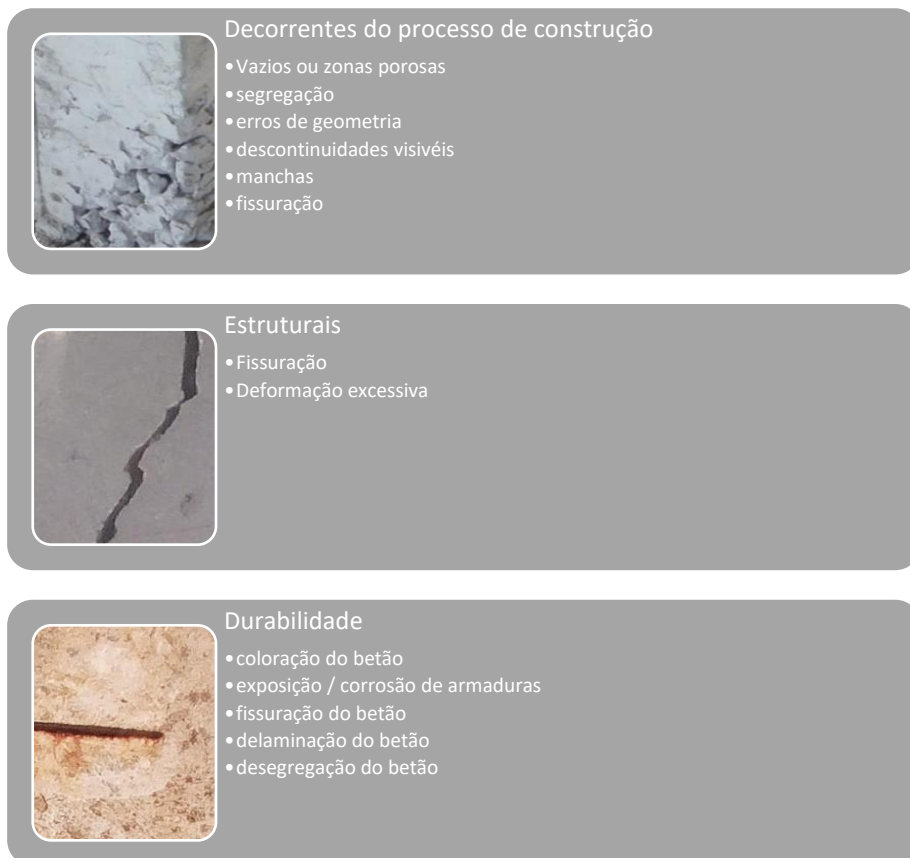 Decorrentes do processo de construção
•Vazios ou zonas porosas
•segregação
•erros de geometria
•descontinuidades visivéis
•manchas
•fissuração
Estruturais
•Fissuração
•Deformação excessiva
Durabilidade
•coloração do betão
•exposição / corrosão de armaduras
•fissuração do betão
•delaminação do betão
•desegregação do betão